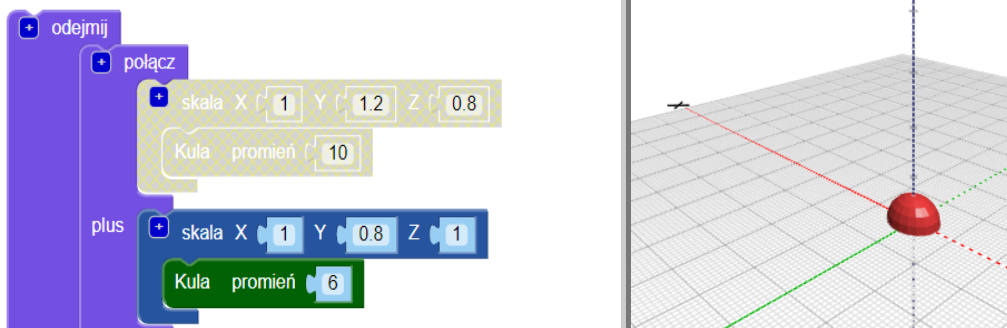 odejmij
połącz
skala X 1 Y 1.2 Z 0.8
Kula promień 10
plus skala X 1 Y 0.8 Z 1
Kula promień 6